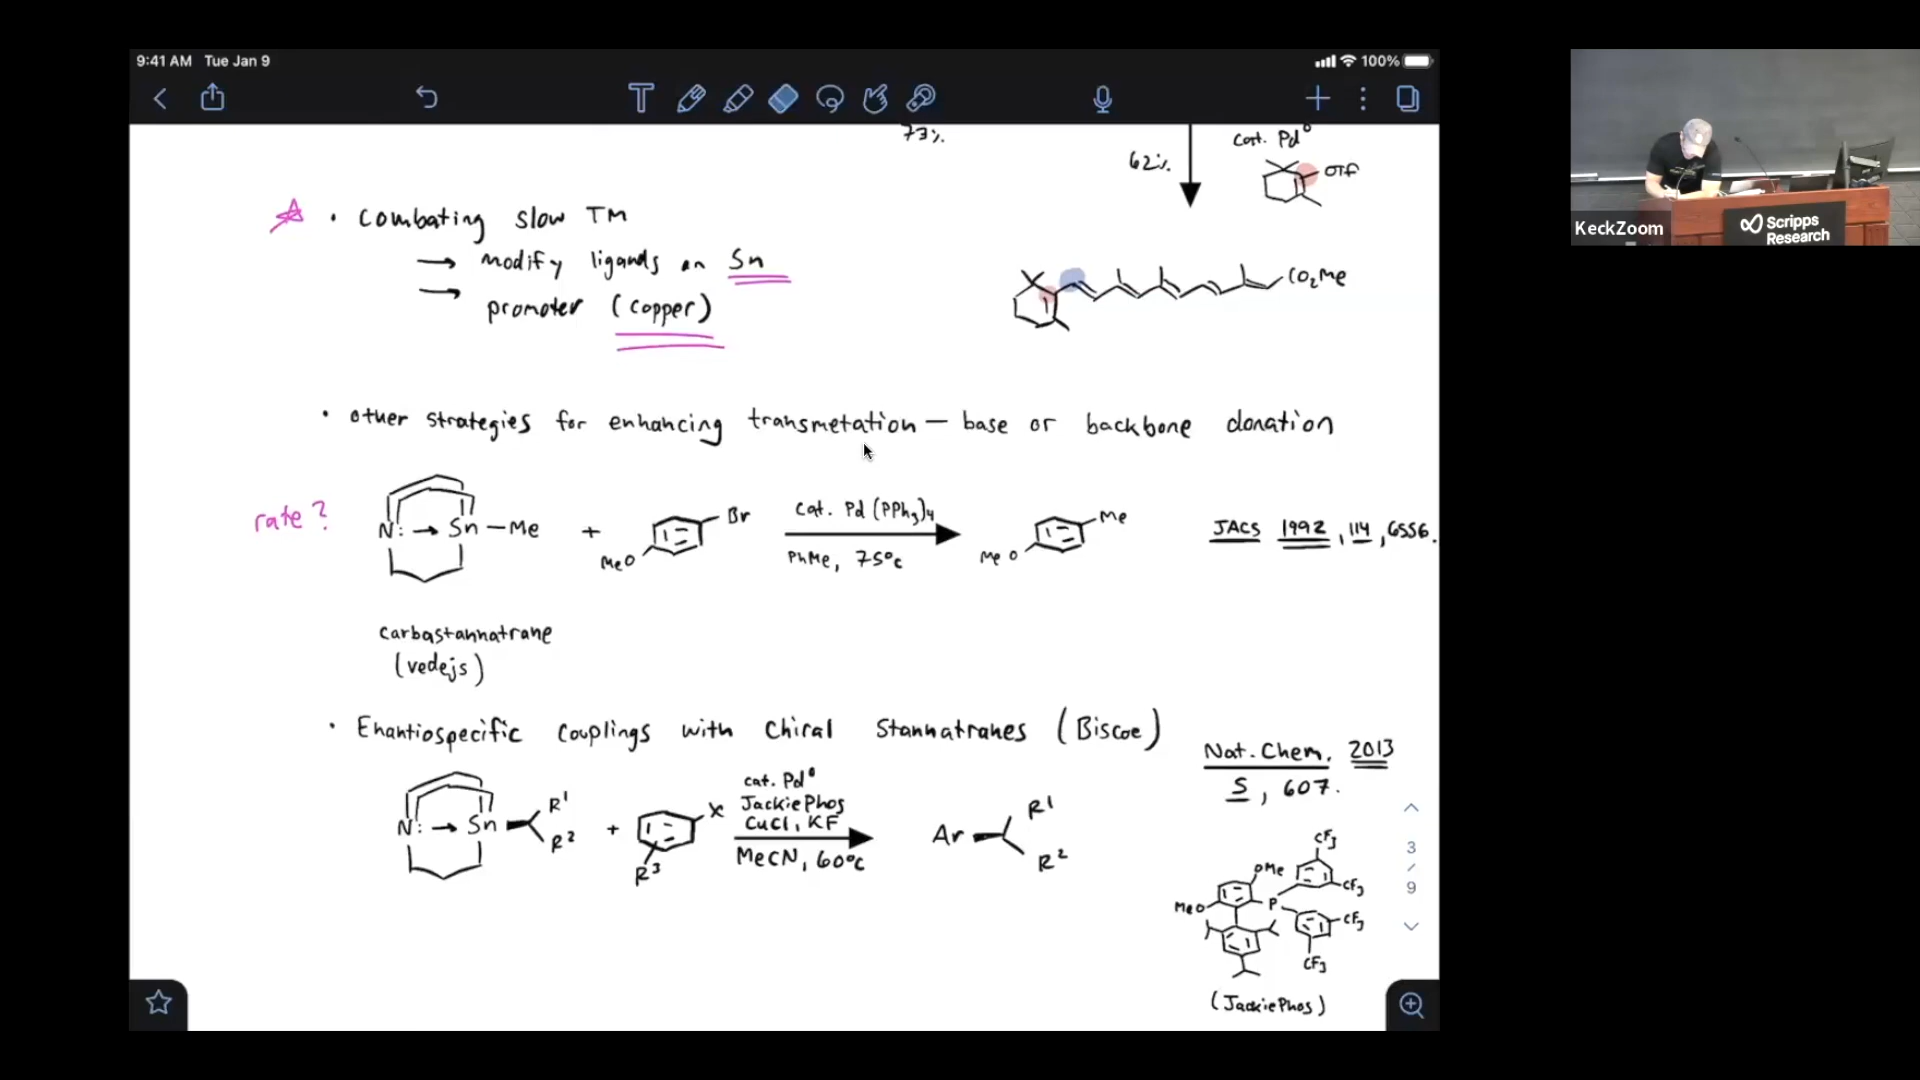 9:41 AM Tue Jan 9
100%
73%
Cat. Pd⁰
62%
OTf
· Combating slow TM
→ modify ligands on Sn
→ promoter (copper)
CO₂Me
· other strategies for enhancing transmetation — base or backbone donation
rate?
N: → Sn — Me + Br MeO
Cat. Pd (PPh₃)₄
PhMe, 75°C
Me MeO
JACS 1992, 114, 6556.
carbastannatrane
(vedejs)
· Enantiospecific Couplings with Chiral Stannatranes (Biscoe)
Nat. Chem. 2013
5, 607.
N: → Sn R¹ R² + X R³
cat. Pd⁰
JackiePhos
CuCl, KF
MeCN, 60°C
Ar R¹ R²
OMe
MeO
P
CF₃
CF₃
CF₃
CF₃
(JackiePhos)
3
/
9
KeckZoom
Scripps
Research